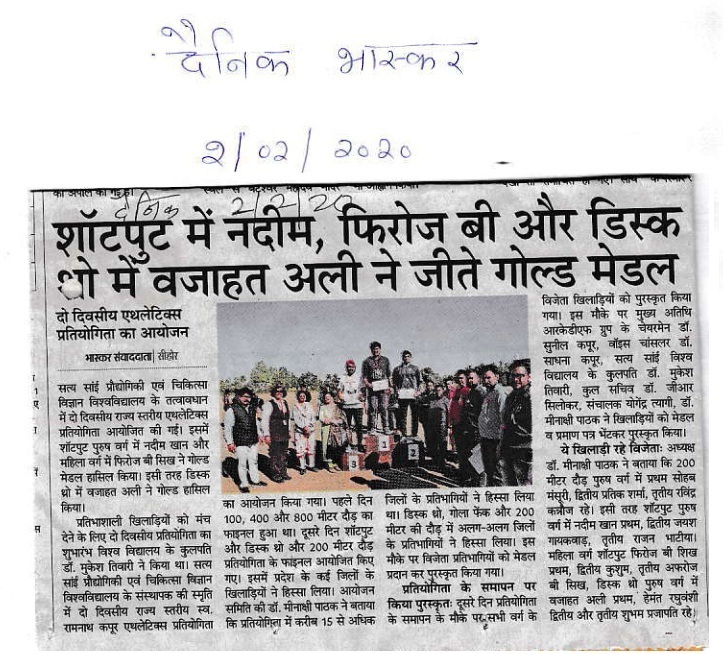 दैनिक भास्कर
2/02/2020
दैनिक 2/2/20
शॉटपुट में नदीम, फिरोज बी और डिस्क
थ्रो में वजाहत अली ने जीते गोल्ड मेडल
दो दिवसीय एथलेटिक्स
प्रतियोगिता का आयोजन
भास्कर संवाददाता | सीहोर
सत्य सांई प्रौद्योगिकी एवं चिकित्सा
विज्ञान विश्वविद्यालय के तत्वावधान
में दो दिवसीय राज्य स्तरीय एथलेटिक्स
प्रतियोगिता आयोजित की गई। इसमें
शॉटपुट पुरुष वर्ग में नदीम खान और
महिला वर्ग में फिरोज बी सिख ने गोल्ड
मेडल हासिल किया। इसी तरह डिस्क
थ्रो में वजाहत अली ने गोल्ड हासिल
किया।
प्रतिभाशाली खिलाड़ियों को मंच
देने के लिए दो दिवसीय प्रतियोगिता का
शुभारंभ विश्व विद्यालय के कुलपति
डॉ. मुकेश तिवारी ने किया था। सत्य
सांई प्रौद्योगिकी एवं चिकित्सा विज्ञान
विश्वविद्यालय के संस्थापक की स्मृति
में दो दिवसीय राज्य स्तरीय स्व.
रामनाथ कपूर एथलेटिक्स प्रतियोगिता
का आयोजन किया गया। पहले दिन
100, 400 और 800 मीटर दौड़ का
फाइनल हुआ था। दूसरे दिन शॉटपुट
और डिस्क थ्रो और 200 मीटर दौड़
प्रतियोगिता के फाइनल आयोजित किए
गए। इसमें प्रदेश के कई जिलों के
खिलाड़ियों ने हिस्सा लिया। आयोजन
समिति की डॉ. मीनाक्षी पाठक ने बताया
कि प्रतियोगिता में करीब 15 से अधिक
जिलों के प्रतिभागियों ने हिस्सा लिया
था। डिस्क थ्रो, गोला फेंक और 200
मीटर की दौड़ में अलग-अलग जिलों
के प्रतिभागियों ने हिस्सा लिया। इस
मौके पर विजेता प्रतिभागियों को मेडल
प्रदान कर पुरस्कृत किया गया।
प्रतियोगिता के समापन पर
किया पुरस्कृत: दूसरे दिन प्रतियोगिता
के समापन के मौके पर सभी वर्ग के
विजेता खिलाड़ियों को पुरस्कृत किया
गया। इस मौके पर मुख्य अतिथि
आरकेडीएफ ग्रुप के चेयरमेन डॉ.
सुनील कपूर, वॉइस चांसलर डॉ.
साधना कपूर, सत्य सांई विश्व
विद्यालय के कुलपति डॉ. मुकेश
तिवारी, कुल सचिव डॉ. जीआर
सिलोकर, संचालक योगेंद्र त्यागी, डॉ.
मीनाक्षी पाठक ने खिलाड़ियों को मेडल
व प्रमाण पत्र भेंटकर पुरस्कृत किया।
ये खिलाड़ी रहे विजेता: अध्यक्ष
डॉ. मीनाक्षी पाठक ने बताया कि 200
मीटर दौड़ पुरुष वर्ग में प्रथम सोहब
मंसूरी, द्वितीय प्रतिक शर्मा, तृतीय रविंद्र
कन्नौज रहे। इसी तरह शॉटपुट पुरुष
वर्ग में नदीम खान प्रथम, द्वितीय जयश
गायकवाड़, तृतीय राजन भाटीया।
महिला वर्ग शॉटपुट फिरोज बी शिख
प्रथम, द्वितीय कुशुम, तृतीय अफरोज
बी सिख, डिस्क थ्रो पुरुष वर्ग में
वजाहत अली प्रथम, हेमंत रघुवंशी
द्वितीय और तृतीय शुभम प्रजापति रहे।
3
1
2